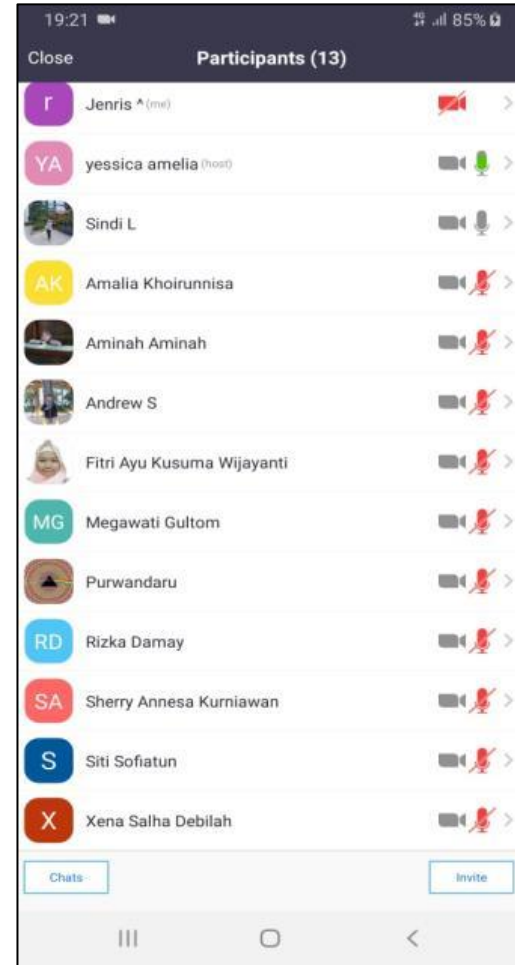 19:21 4G 85%
Close Participants (13)
r Jenris ^ (me)
YA yessica amelia (host)
Sindi L
AK Amalia Khoirunnisa
Aminah Aminah
Andrew S
Fitri Ayu Kusuma Wijayanti
MG Megawati Gultom
Purwandaru
RD Rizka Damay
SA Sherry Annesa Kurniawan
S Siti Sofiatun
X Xena Salha Debilah
Chats Invite